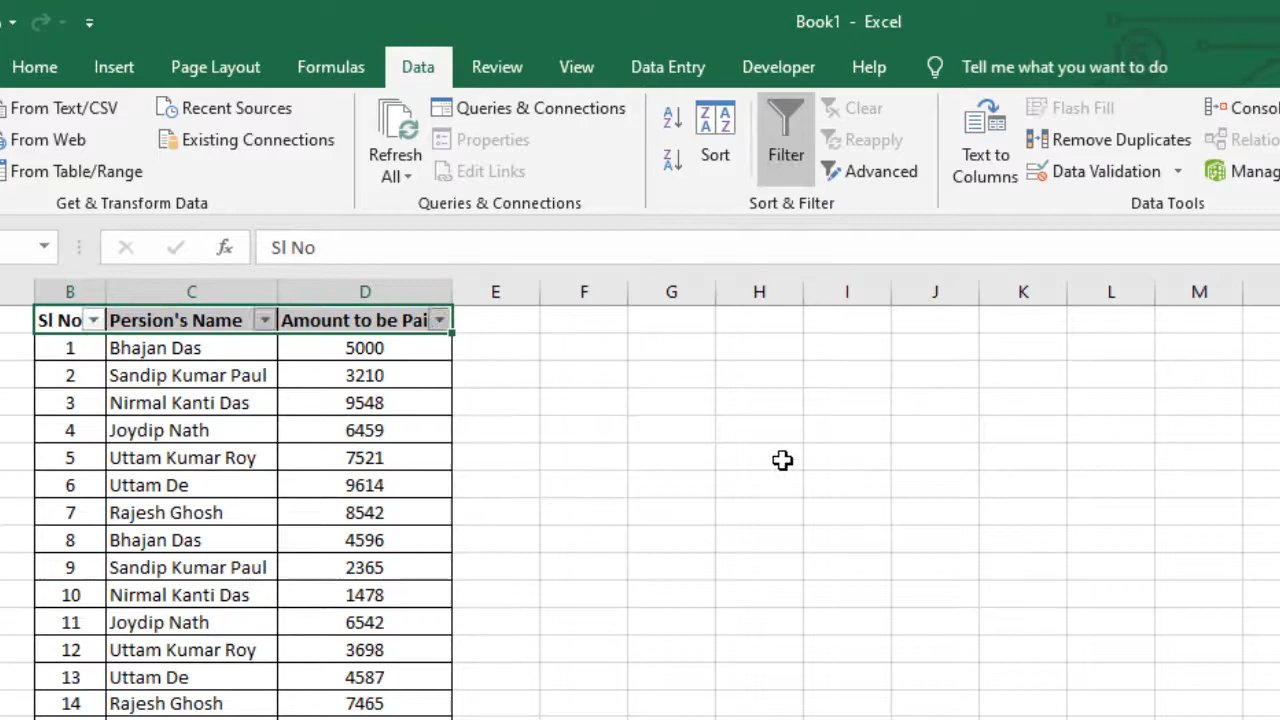 Book1 - Excel
Home Insert Page Layout Formulas Data Review View Data Entry Developer Help Tell me what you want to do
From Text/CSV Recent Sources Queries & Connections Clear Flash Fill
From Web Existing Connections Refresh All Properties Sort Filter Reapply Text to Columns Remove Duplicates
From Table/Range Edit Links Advanced Data Validation
Get & Transform Data Queries & Connections Sort & Filter Data Tools
fx Sl No
B C D E F G H I J K L M
Sl No Persion's Name Amount to be Pai
1 Bhajan Das 5000
2 Sandip Kumar Paul 3210
3 Nirmal Kanti Das 9548
4 Joydip Nath 6459
5 Uttam Kumar Roy 7521
6 Uttam De 9614
7 Rajesh Ghosh 8542
8 Bhajan Das 4596
9 Sandip Kumar Paul 2365
10 Nirmal Kanti Das 1478
11 Joydip Nath 6542
12 Uttam Kumar Roy 3698
13 Uttam De 4587
14 Rajesh Ghosh 7465